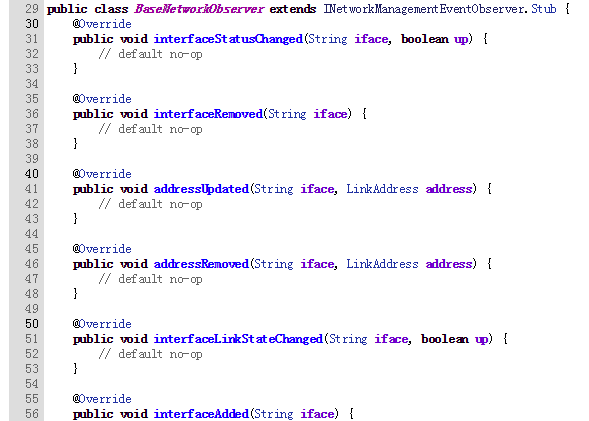 29 public class BaseNetworkObserver extends INetworkManagementEventObserver.Stub {
30     @Override
31     public void interfaceStatusChanged(String iface, boolean up) {
32         // default no-op
33     }
34
35     @Override
36     public void interfaceRemoved(String iface) {
37         // default no-op
38     }
39
40     @Override
41     public void addressUpdated(String iface, LinkAddress address) {
42         // default no-op
43     }
44
45     @Override
46     public void addressRemoved(String iface, LinkAddress address) {
47         // default no-op
48     }
49
50     @Override
51     public void interfaceLinkStateChanged(String iface, boolean up) {
52         // default no-op
53     }
54
55     @Override
56     public void interfaceAdded(String iface) {